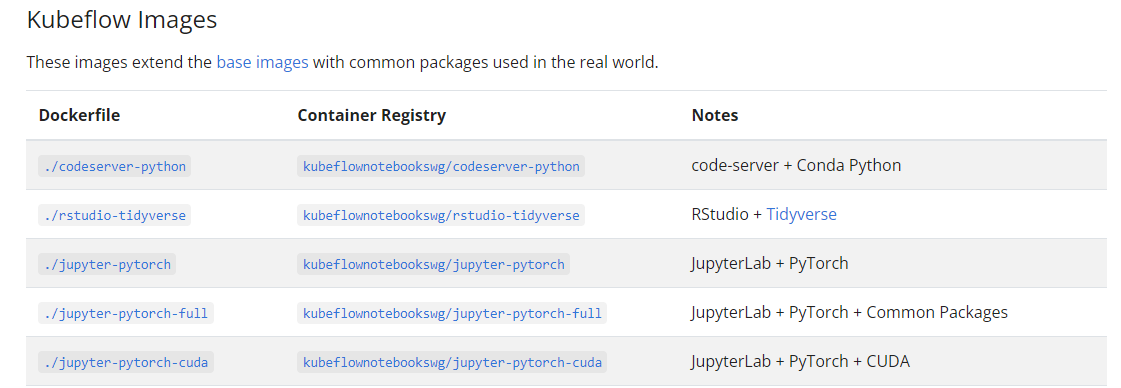 Kubeflow Images
These images extend the base images with common packages used in the real world.
Dockerfile Container Registry Notes
./codeserver-python kubeflownotebookswg/codeserver-python code-server + Conda Python
./rstudio-tidyverse kubeflownotebookswg/rstudio-tidyverse RStudio + Tidyverse
./jupyter-pytorch kubeflownotebookswg/jupyter-pytorch JupyterLab + PyTorch
./jupyter-pytorch-full kubeflownotebookswg/jupyter-pytorch-full JupyterLab + PyTorch + Common Packages
./jupyter-pytorch-cuda kubeflownotebookswg/jupyter-pytorch-cuda JupyterLab + PyTorch + CUDA